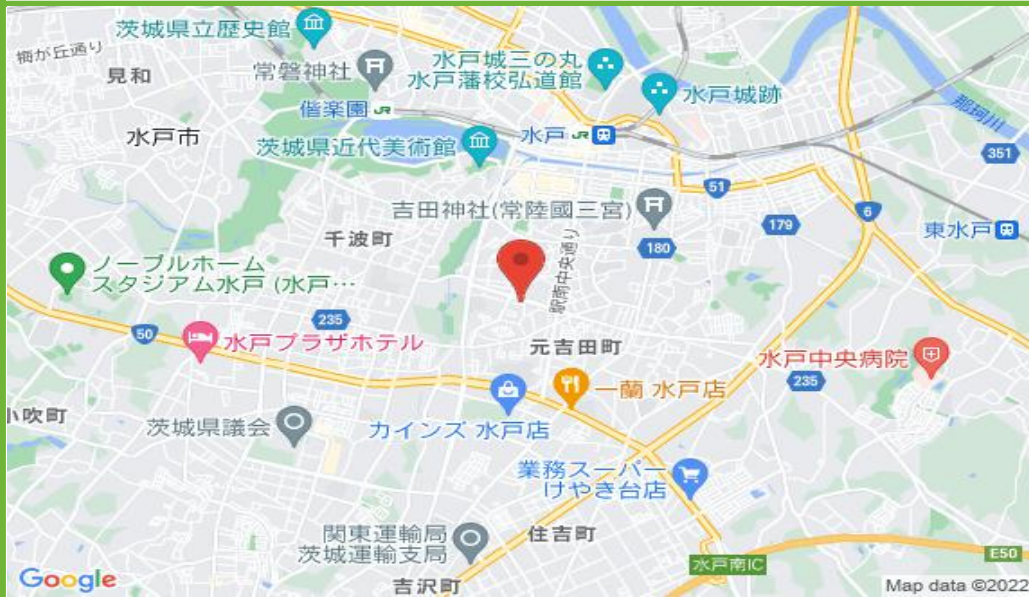 茨城県立歴史館
梅が丘通り
見和
常磐神社
水戸城三の丸
水戸藩校弘道館
水戸城跡
那珂川
偕楽園 JR
水戸市
水戸 JR
茨城県近代美術館
351
51
6
吉田神社(常陸國三宮)
179
180
東水戸
千波町
駅南中央通り
ノーブルホーム
スタジアム水戸 (水戸…
235
50
水戸プラザホテル
元吉田町
水戸中央病院
235
一蘭 水戸店
小吹町
茨城県議会
カインズ 水戸店
業務スーパー
けやき台店
関東運輸局
茨城運輸支局
住吉町
水戸南IC
E50
吉沢町
Google
Map data ©2022